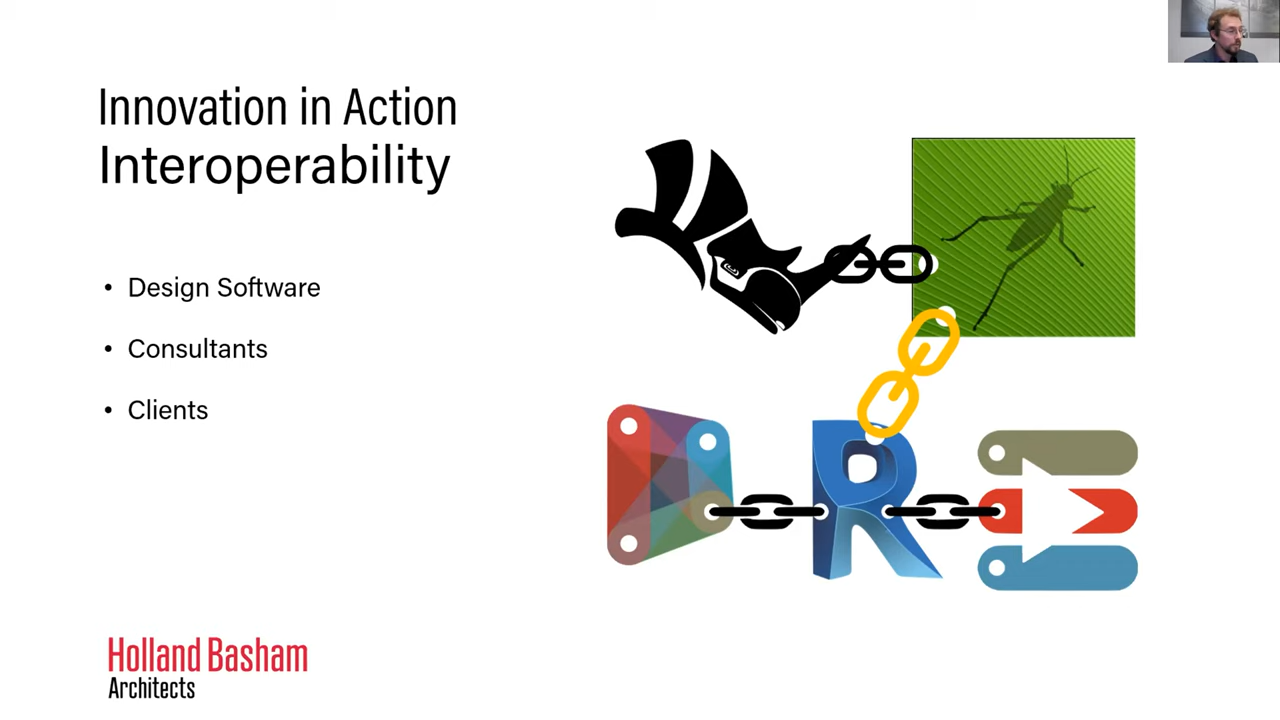 Innovation in Action
Interoperability
• Design Software
• Consultants
• Clients
Holland Basham
Architects